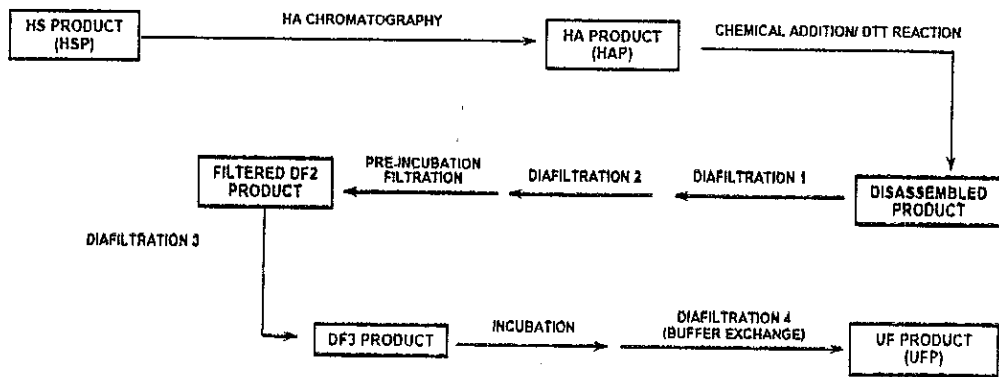 HS PRODUCT
(HSP)
HA CHROMATOGRAPHY
HA PRODUCT
(HAP)
CHEMICAL ADDITION/ DTT REACTION
DISASSEMBLED
PRODUCT
DIAFILTRATION 1
DIAFILTRATION 2
PRE-INCUBATION
FILTRATION
FILTERED DF2
PRODUCT
DIAFILTRATION 3
DF3 PRODUCT
INCUBATION
DIAFILTRATION 4
(BUFFER EXCHANGE)
UF PRODUCT
(UFP)